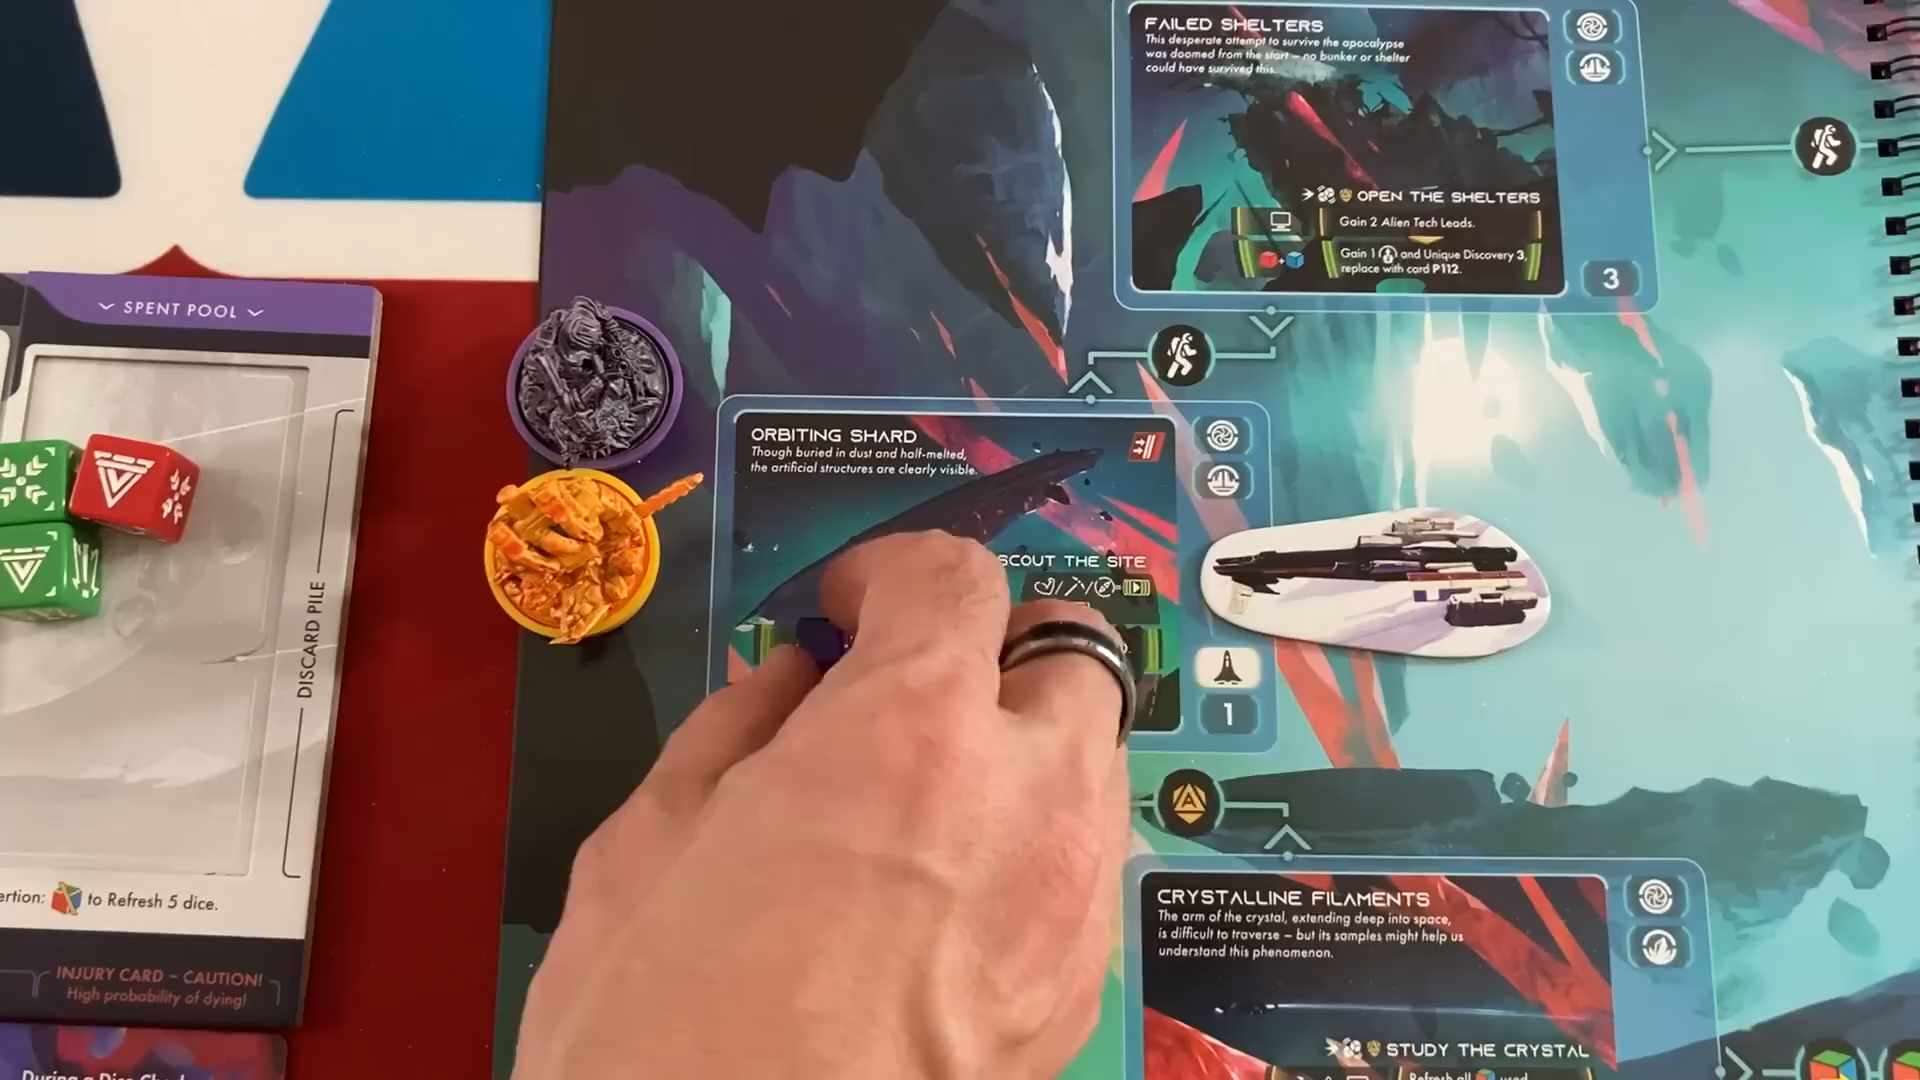 FAILED SHELTERS
This desperate attempt to survive the apocalypse
was doomed from the start – no bunker or shelter
could have survived this.
OPEN THE SHELTERS
Gain 2 Alien Tech Leads.
Gain 1 and Unique Discovery 3,
replace with card P112.
3
SPENT POOL
DISCARD PILE
ORBITING SHARD
Though buried in dust and half-melted,
the artificial structures are clearly visible.
SCOUT THE SITE
1
A
to Refresh 5 dice.
INJURY CARD – CAUTION!
High probability of dying!
CRYSTALLINE FILAMENTS
The arm of the crystal, extending deep into space,
is difficult to traverse – but its samples might help us
understand this phenomenon.
STUDY THE CRYSTAL
Refresh all used
During a Dice